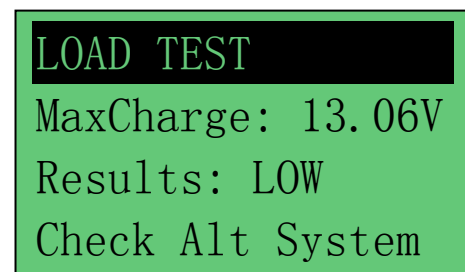 LOAD TEST
MaxCharge: 13.06V
Results: LOW
Check Alt System